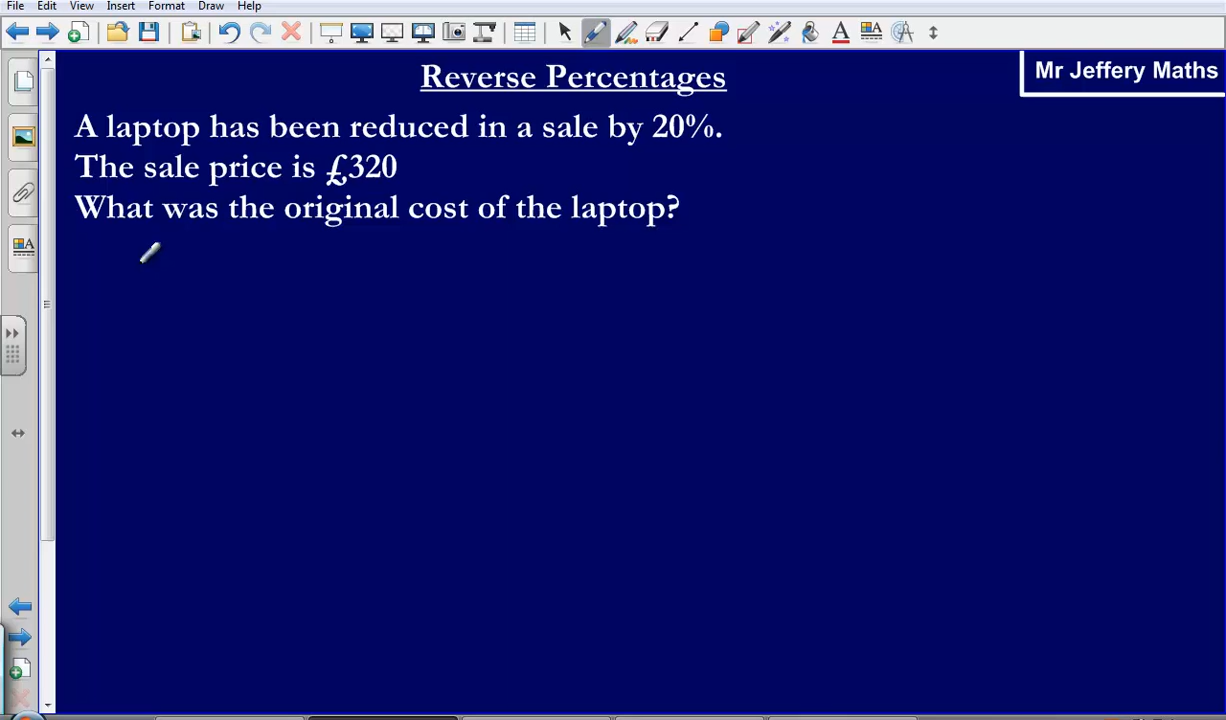 File Edit View Insert Format Draw Help
Reverse Percentages
Mr Jeffery Maths
A laptop has been reduced in a sale by 20%.
The sale price is £320
What was the original cost of the laptop?